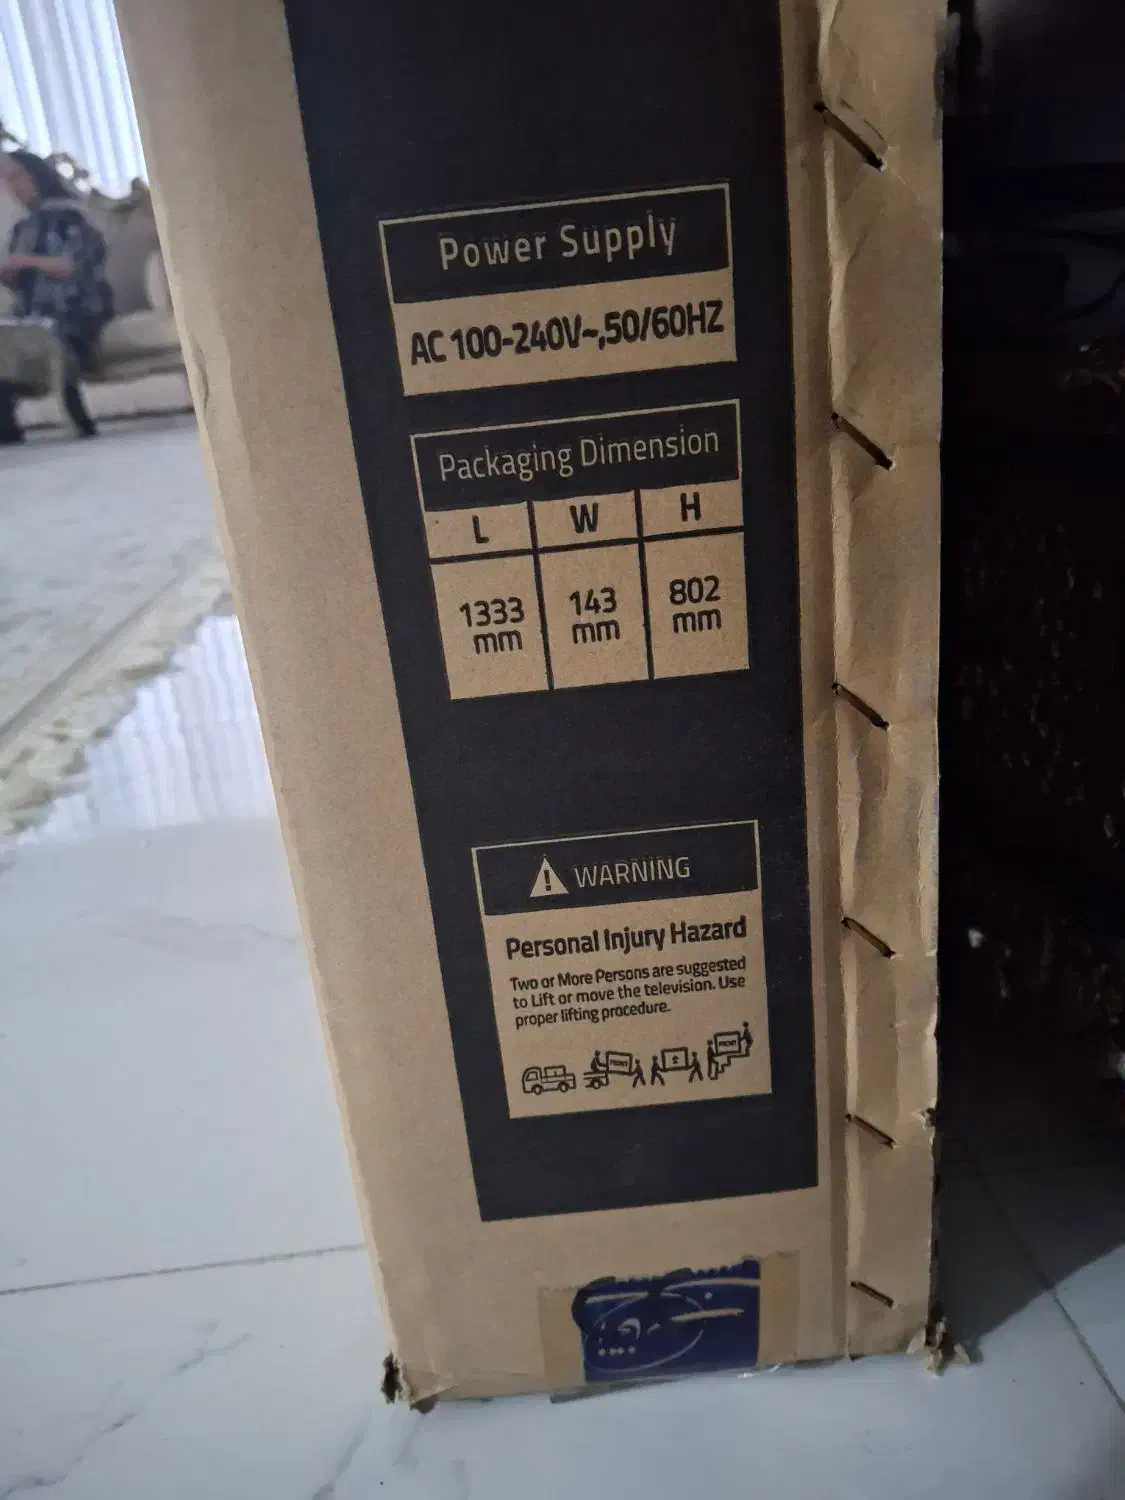 Power Supply
AC 100-240V~,50/60HZ
Packaging Dimension
L W H
1333 143 802
mm mm mm
WARNING
Personal Injury Hazard
Two or More Persons are suggested
to Lift or move the television. Use
proper lifting procedure.